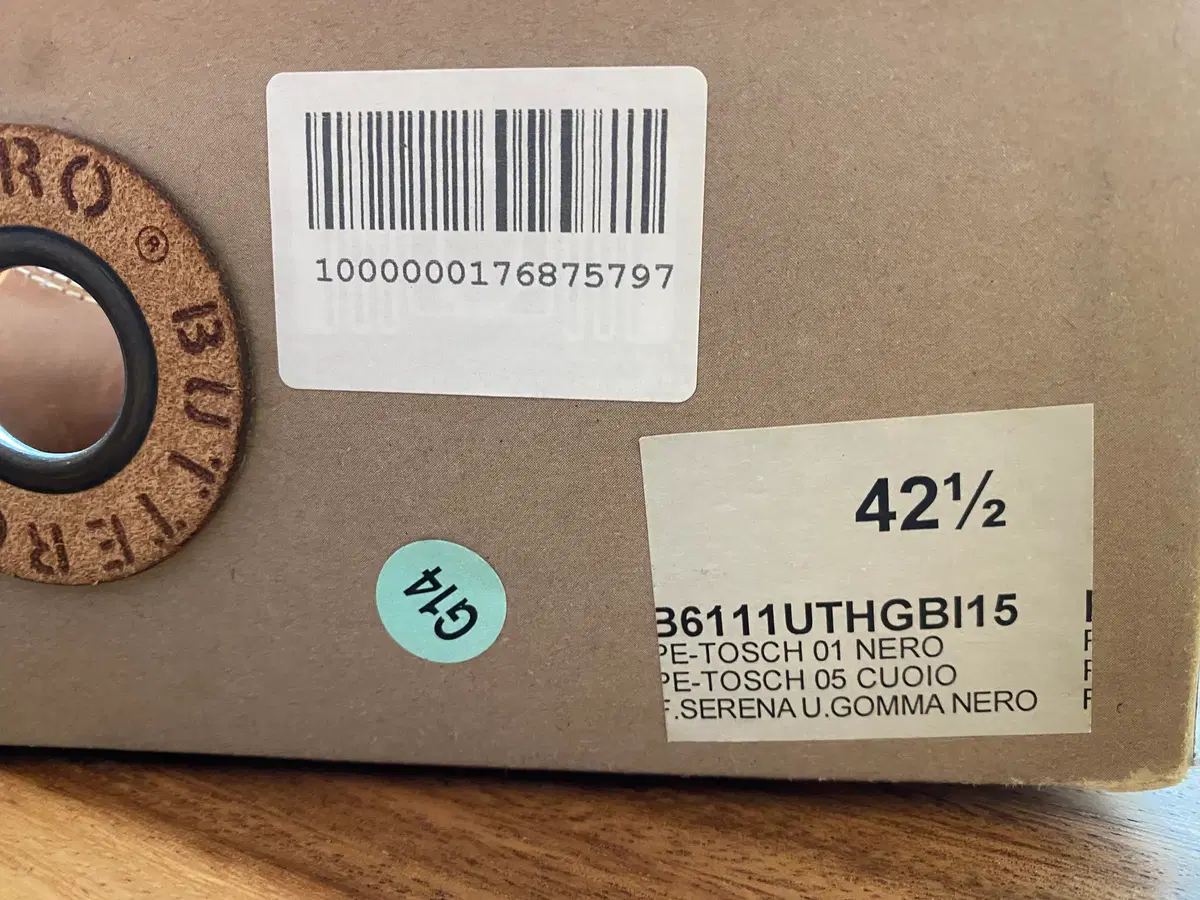 RO ® BUTTERO
1000000176875797
G14
42½
B6111UTHGBI15
PE-TOSCH 01 NERO
PE-TOSCH 05 CUOIO
F.SERENA U.GOMMA NERO